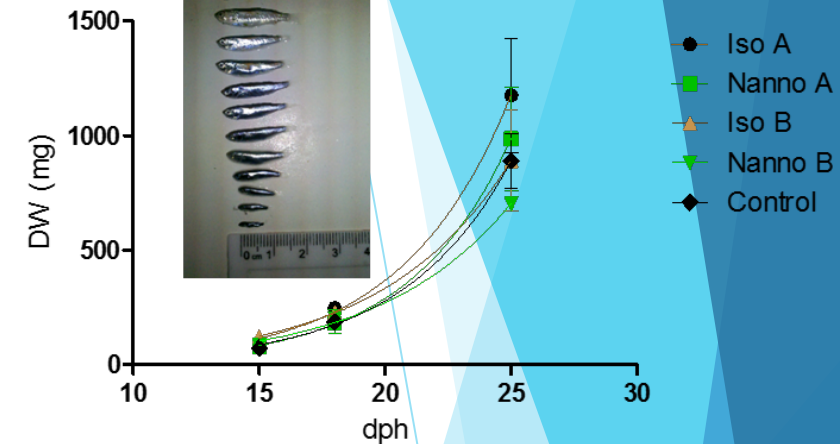 1500
1000
500
0
DW (mg)
0 cm 1 2 3 4
10 15 20 25 30
dph
Iso A
Nanno A
Iso B
Nanno B
Control